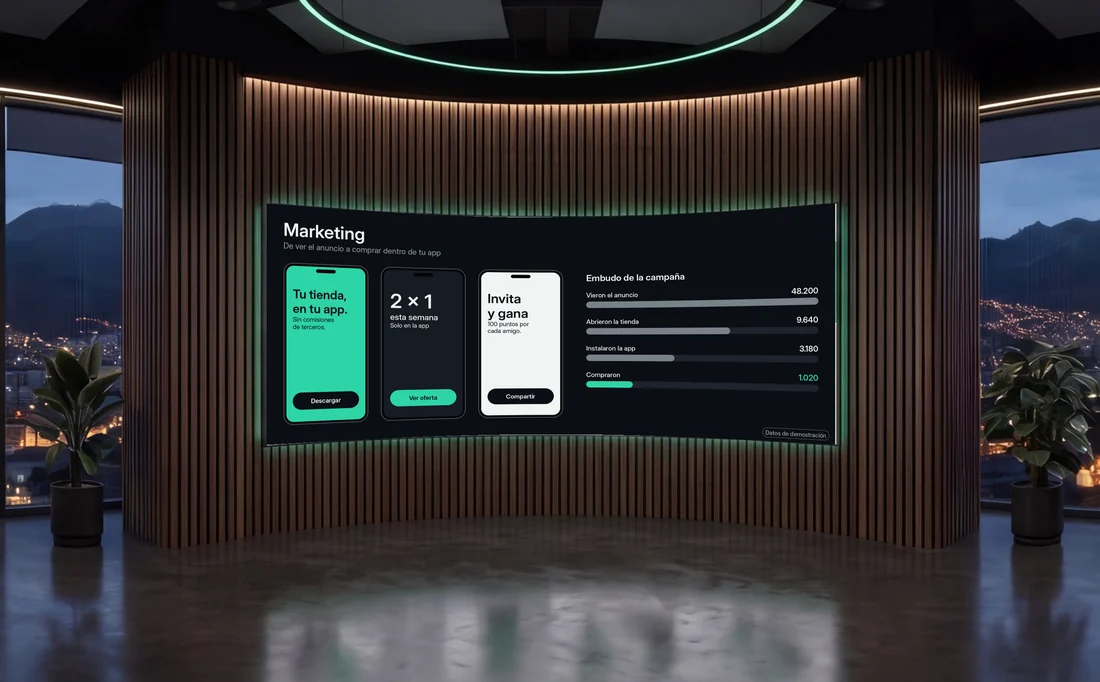 Marketing
De ver el anuncio a comprar dentro de tu app
Tu tienda,
en tu app.
Sin comisiones
de terceros.
Descargar
2 × 1
esta semana
Solo en la app
Ver oferta
Invita
y gana
100 puntos por
cada amigo.
Compartir
Embudo de la campaña
Vieron el anuncio 48.200
Abrieron la tienda 9.640
Instalaron la app 3.180
Compraron 1.020
Datos de demostración